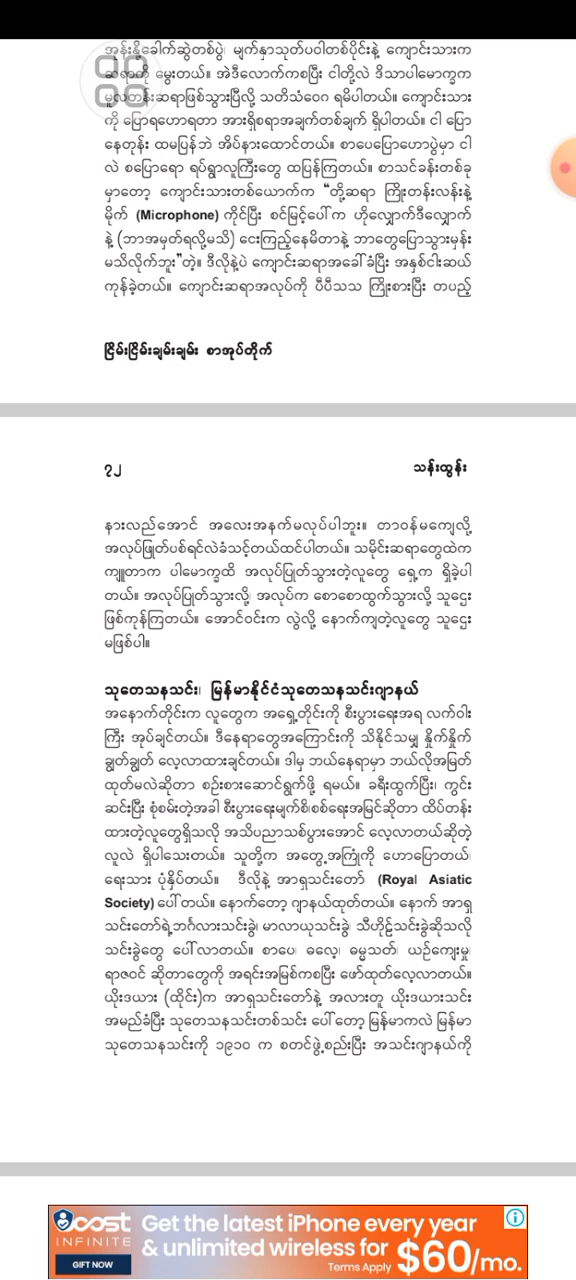 အုန်းနို့ခေါက်ဆွဲတစ်ပွဲ၊ မျက်နှာသုတ်ပဝါတစ်ပိုင်းနဲ့ ကျောင်းသားက
ဆရာကို မွေးတယ်။ အဲဒီလောက်ကစပြီး ငါတို့လဲ ဒိသာပါမောက္ခက
မူလတန်းဆရာဖြစ်သွားပြီလို့ သတိသံဝေဂ ရမိပါတယ်။ ကျောင်းသား
ကို ပြောရဟောရတာ အားရှိစရာအချက်တစ်ချက် ရှိပါတယ်။ ငါ ပြော
နေတုန်း ထမပြန်ဘဲ အိပ်နားထောင်တယ်။ စာပေပြောဟောပွဲမှာ ငါ
လဲ စပြောရော ရပ်ရွာလူကြီးတွေ ထပြန်ကြတယ်။ စာသင်ခန်းတစ်ခု
မှာတော့ ကျောင်းသားတစ်ယောက်က “တို့ဆရာ ကြိုးတန်းလန်းနဲ့
မိုက် (Microphone) ကိုင်ပြီး စင်မြင့်ပေါ်က ဟိုလျှောက်ဒီလျှောက်
နဲ့ (ဘာအမှတ်ရလို့မသိ) ငေးကြည့်နေမိတာနဲ့ ဘာတွေပြောသွားမှန်း
မသိလိုက်ဘူး”တဲ့။ ဒီလိုနဲ့ပဲ ကျောင်းဆရာအခေါ်ခံပြီး အနှစ်ငါးဆယ်
ကုန်ခဲ့တယ်။ ကျောင်းဆရာအလုပ်ကို ပီပီသသ ကြိုးစားပြီး တပည့်
ငြိမ်းငြိမ်းချမ်းချမ်း စာအုပ်တိုက်
၇၂ သန်းထွန်း
နားလည်အောင် အလေးအနက်မလုပ်ပါဘူး။ တာဝန်မကျေလို့
အလုပ်ဖြုတ်ပစ်ရင်လဲခံသင့်တယ်ထင်ပါတယ်။ သမိုင်းဆရာတွေထဲက
ကျူတာက ပါမောက္ခထိ အလုပ်ပြုတ်သွားတဲ့လူတွေ ရှေ့က ရှိခဲ့ပါ
တယ်။ အလုပ်ပြုတ်သွားလို့၊ အလုပ်က စောစောထွက်သွားလို့ သူဌေး
ဖြစ်ကုန်ကြတယ်။ အောင်ဝင်းက လွဲလို့ နောက်ကျတဲ့လူတွေ သူဌေး
မဖြစ်ပါ။
သုတေသနသင်း၊ မြန်မာနိုင်ငံသုတေသနသင်းဂျာနယ်
အနောက်တိုင်းက လူတွေက အရှေ့တိုင်းကို စီးပွားရေးအရ လက်ဝါး
ကြီး အုပ်ချင်တယ်။ ဒီနေရာတွေအကြောင်းကို သိနိုင်သမျှ နှိုက်နှိုက်
ချွတ်ချွတ် လေ့လာထားချင်တယ်။ ဒါမှ ဘယ်နေရာမှာ ဘယ်လိုအမြတ်
ထုတ်မလဲဆိုတာ စဉ်းစားဆောင်ရွက်ဖို့ ရမယ်။ ခရီးထွက်ပြီး၊ ကွင်း
ဆင်းပြီး စုံစမ်းတဲ့အခါ စီးပွားရေးမျက်စိ၊စစ်ရေးအမြင်ဆိုတာ ထိပ်တန်း
ထားတဲ့လူတွေရှိသလို အသိပညာသစ်ပွားအောင် လေ့လာတယ်ဆိုတဲ့
လူလဲ ရှိပါသေးတယ်။ သူတို့က အတွေ့အကြုံကို ဟောပြောတယ်၊
ရေးသား ပုံနှိပ်တယ်။ ဒီလိုနဲ့ အာရှသင်းတော် (Royal Asiatic
Society) ပေါ်တယ်။ နောက်တော့ ဂျာနယ်ထုတ်တယ်။ နောက် အာရှ
သင်းတော်ရဲ့ဘင်္ဂလားသင်းခွဲ၊ မာလာယုသင်းခွဲ၊ သီဟိုဠ်သင်းခွဲဆိုသလို
သင်းခွဲတွေ ပေါ်လာတယ်။ စာပေ၊ ဓလေ့၊ ဓမ္မသတ်၊ ယဉ်ကျေးမှု၊
ရာဇဝင် ဆိုတာတွေကို အရင်းအမြစ်ကစပြီး ဖော်ထုတ်လေ့လာတယ်။
ယိုးဒယား (ထိုင်း)က အာရှသင်းတော်နဲ့ အလားတူ ယိုးဒယားသင်း
အမည်ခံပြီး သုတေသနသင်းတစ်သင်း ပေါ်တော့ မြန်မာကလဲ မြန်မာ
သုတေသနသင်းကို ၁၉၁၀ က စတင်ဖွဲ့စည်းပြီး အသင်းဂျာနယ်ကို
boost
INFINITE
GIFT NOW
Get the latest iPhone every year
& unlimited wireless for $60/mo.
Terms Apply